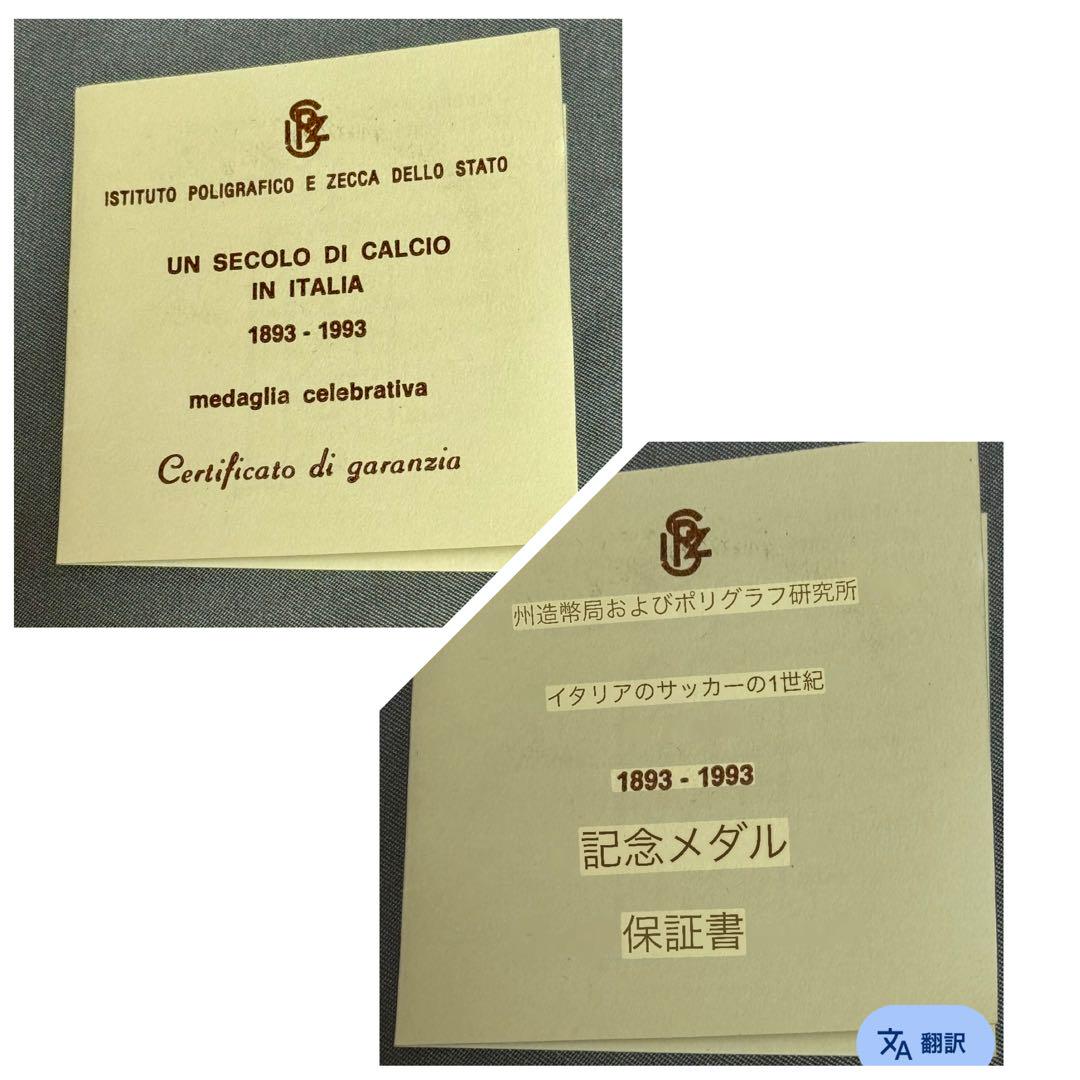 ISTITUTO POLIGRAFICO E ZECCA DELLO STATO
UN SECOLO DI CALCIO
IN ITALIA
1893 - 1993
medaglia celebrativa
Certificato di garanzia
州造幣局およびポリグラフ研究所
イタリアのサッカーの1世紀
1893 - 1993
記念メダル
保証書
翻訳